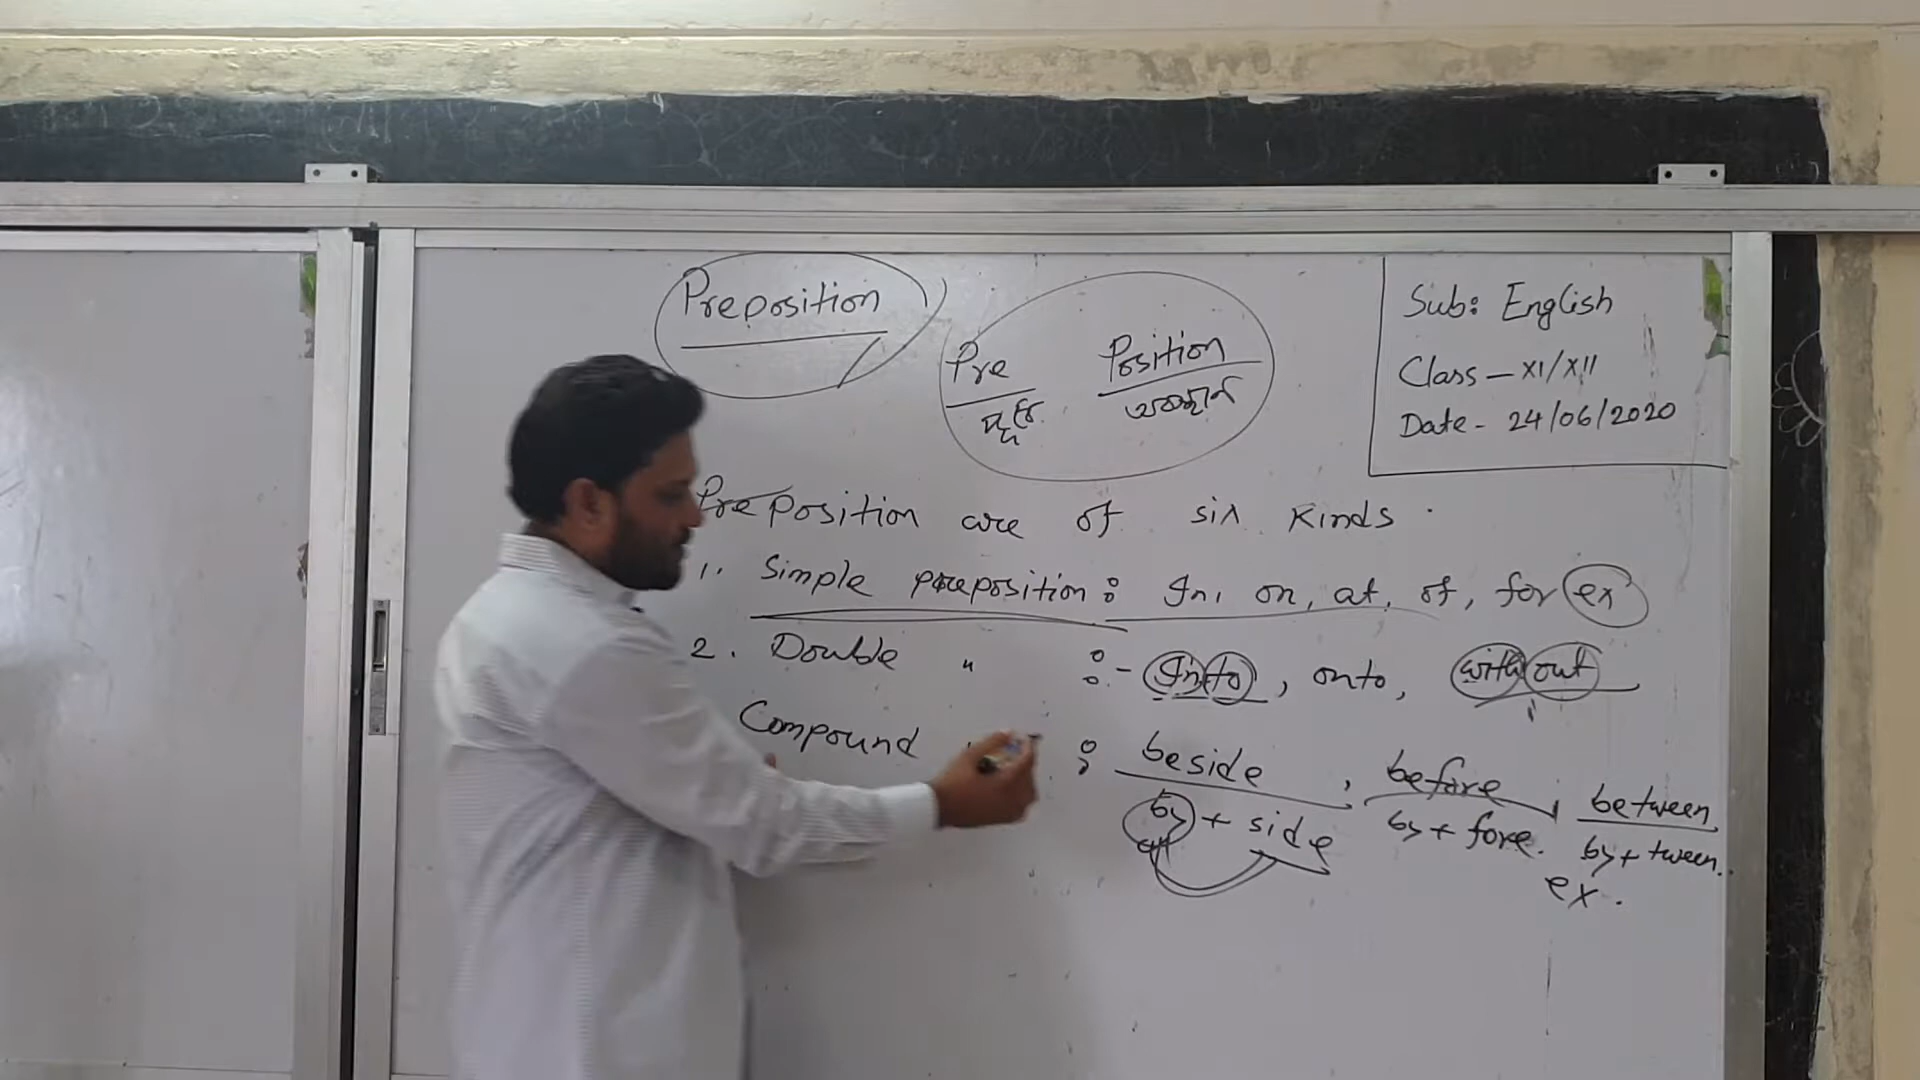 Preposition
Pre Position
ପୂର୍ବ ଅବସ୍ଥାନ
Sub: English
Class – XI/XII
Date - 24/06/2020
Preposition are of six Kinds.
1. Simple preposition : In, on, at, of, for ex
2. Double " :- Into, onto, without
Compound : beside, before, between
by + side by + fore. by + tween.
ex.